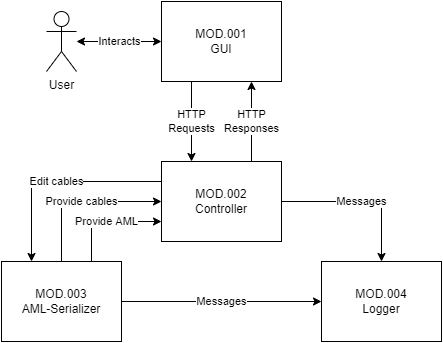 MOD.001
GUI
Interacts
User
HTTP
Requests
HTTP
Responses
MOD.002
Controller
Edit cables
Provide cables
Provide AML
Messages
MOD.003
AML-Serializer
Messages
MOD.004
Logger